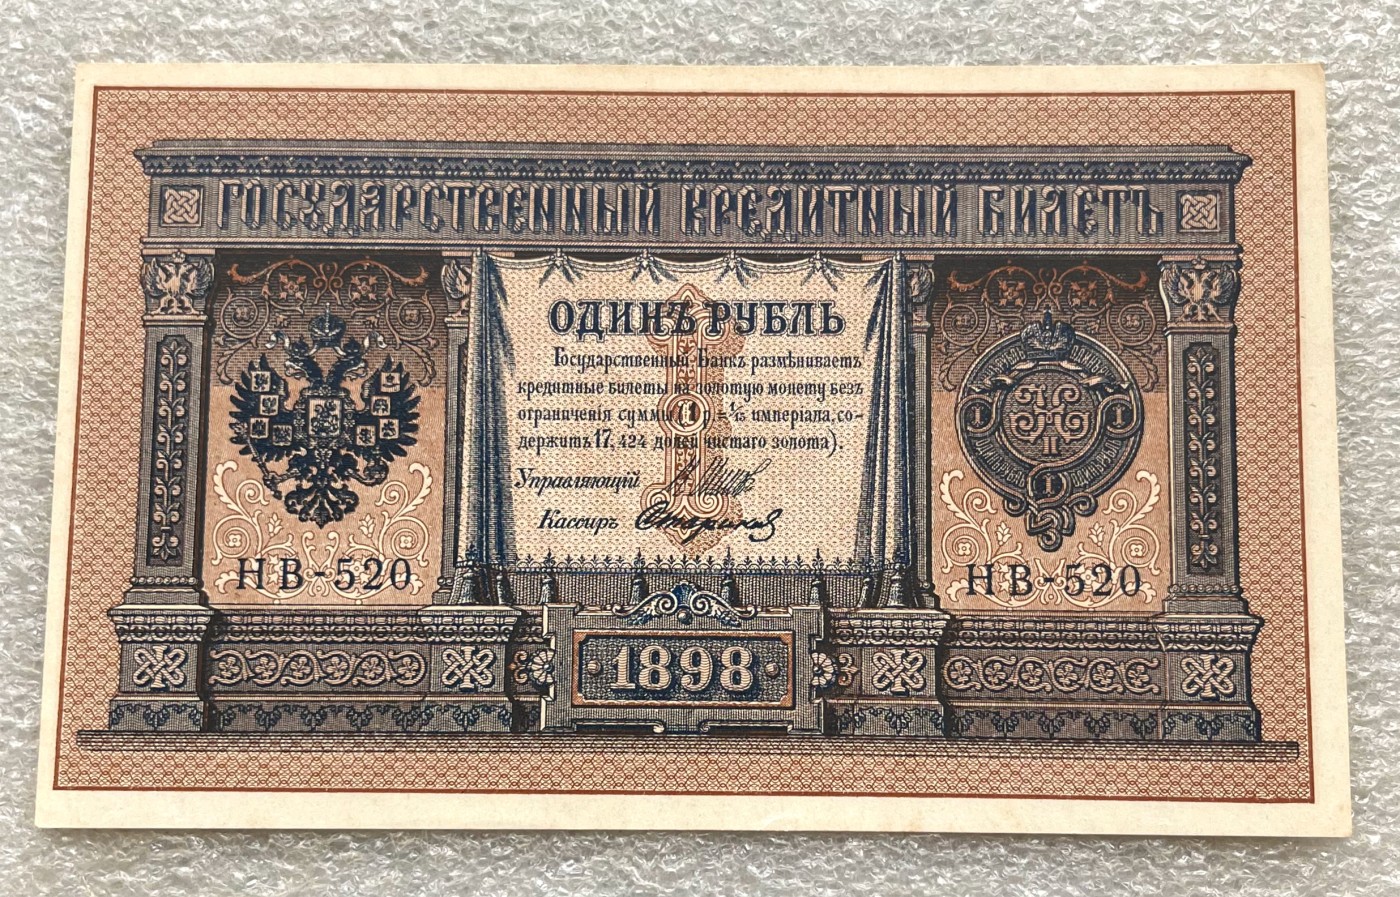 ГОСУДАРСТВЕННЫЙ КРЕДИТНЫЙ БИЛЕТЪ
ОДИНЪ РУБЛЬ
Государственный Банкъ размѣниваетъ
кредитные билеты на золотую монету безъ
ограниченія суммы (1 р. = 1/15 имперіала, со-
держитъ 17,424 долей чистаго золота).
Управляющій
Кассиръ
НВ-520
НВ-520
1898